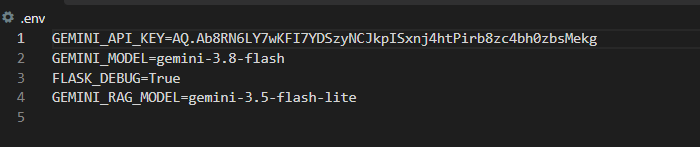 .env
1 GEMINI_API_KEY=AQ.Ab8RN6LY7wKFI7YDSzyNCJkpISxnj4htPirb8zc4bh0zbsMekg
2 GEMINI_MODEL=gemini-3.8-flash
3 FLASK_DEBUG=True
4 GEMINI_RAG_MODEL=gemini-3.5-flash-lite
5